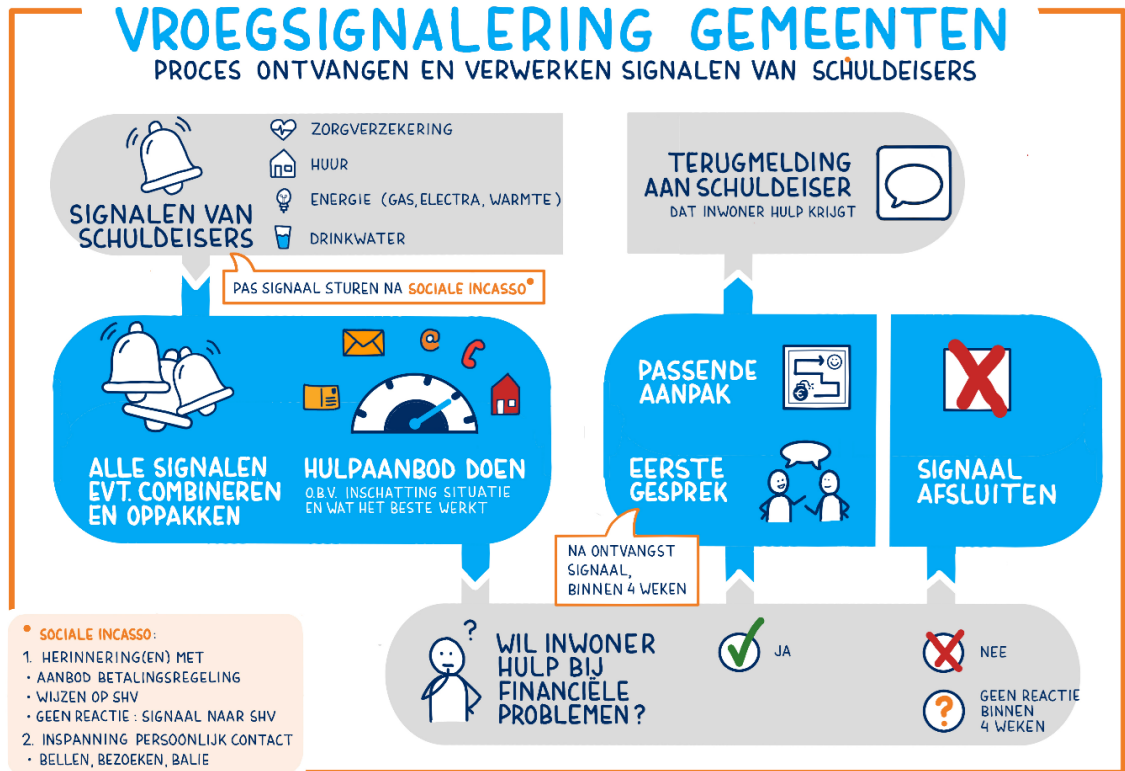 VROEGSIGNALERING GEMEENTEN
PROCES ONTVANGEN EN VERWERKEN SIGNALEN VAN SCHULDEISERS
SIGNALEN VAN
SCHULDEISERS
ZORGVERZEKERING
HUUR
ENERGIE (GAS, ELECTRA, WARMTE)
DRINKWATER
PAS SIGNAAL STUREN NA SOCIALE INCASSO•
ALLE SIGNALEN
EVT. COMBINEREN
EN OPPAKKEN
@
HULPAANBOD DOEN
O.B.V. INSCHATTING SITUATIE
EN WAT HET BESTE WERKT
?
WIL INWONER
HULP BIJ
FINANCIËLE
PROBLEMEN?
JA
NEE
?
GEEN REACTIE
BINNEN
4 WEKEN
NA ONTVANGST
SIGNAAL,
BINNEN 4 WEKEN
EERSTE
GESPREK
PASSENDE
AANPAK
€
SIGNAAL
AFSLUITEN
TERUGMELDING
AAN SCHULDEISER
DAT INWONER HULP KRIJGT
• SOCIALE INCASSO:
1. HERINNERING(EN) MET
• AANBOD BETALINGSREGELING
• WIJZEN OP SHV
• GEEN REACTIE: SIGNAAL NAAR SHV
2. INSPANNING PERSOONLIJK CONTACT
• BELLEN, BEZOEKEN, BALIE